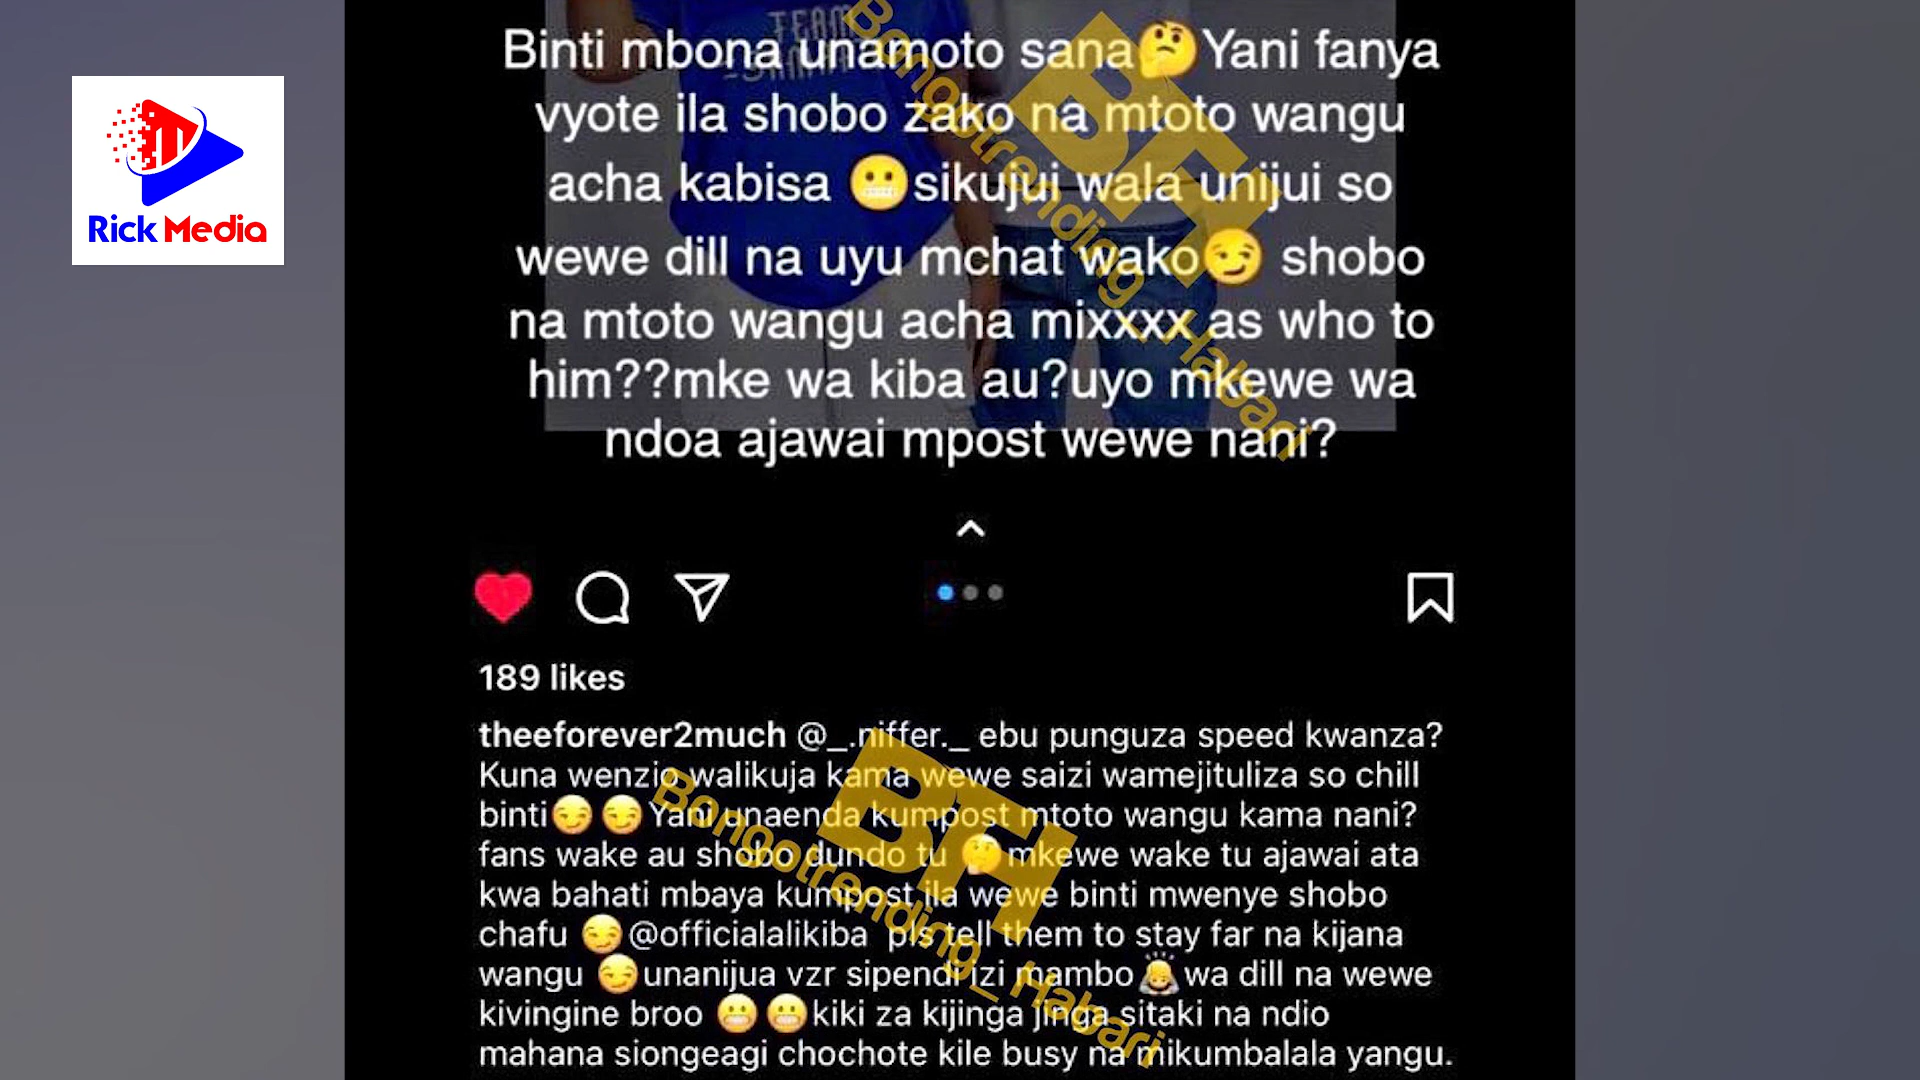 TEAM
Binti mbona unamoto sana🤔Yani fanya
vyote ila shobo zako na mtoto wangu
acha kabisa 😬sikujui wala unijui so
wewe dill na uyu mchat wako😏 shobo
na mtoto wangu acha mixxxx as who to
him??mke wa kiba au?uyo mkewe wa
ndoa ajawai mpost wewe nani?
Rick Media
BH
Bongotrending_Habari
189 likes
theeforever2much @_.niffer._ ebu punguza speed kwanza?
Kuna wenzio walikuja kama wewe saizi wamejituliza so chill
binti😏😏Yani unaenda kumpost mtoto wangu kama nani?
fans wake au shobo dundo tu 🤔mkewe wake tu ajawai ata
kwa bahati mbaya kumpost ila wewe binti mwenye shobo
chafu 😏@officialalikiba pls tell them to stay far na kijana
wangu 😏unanijua vzr sipendi izi mambo🙇wa dill na wewe
kivingine broo 😬😬kiki za kijinga jinga sitaki na ndio
mahana siongeagi chochote kile busy na mikumbalala yangu.
BH
Bongotrending_Habari